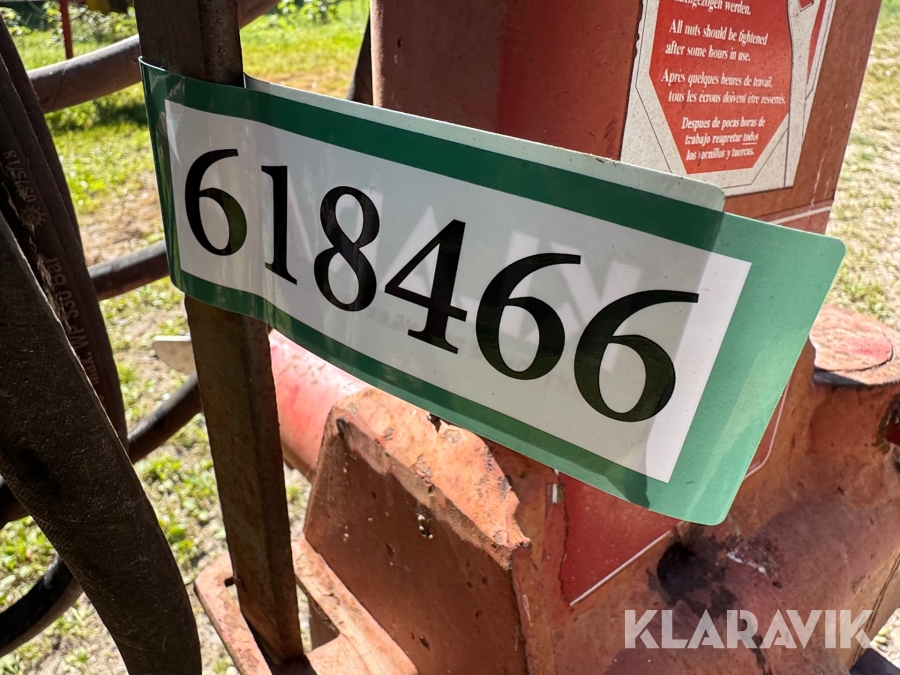 werden.
All nuts should be tightened
after some hours in use.
Apres quelques heures de travail,
tous les écrous doivent être resserrés.
Despues de pocas horas de
trabajo reapretar todos
los tornillos y tuercas.
618466
KLARAVIK